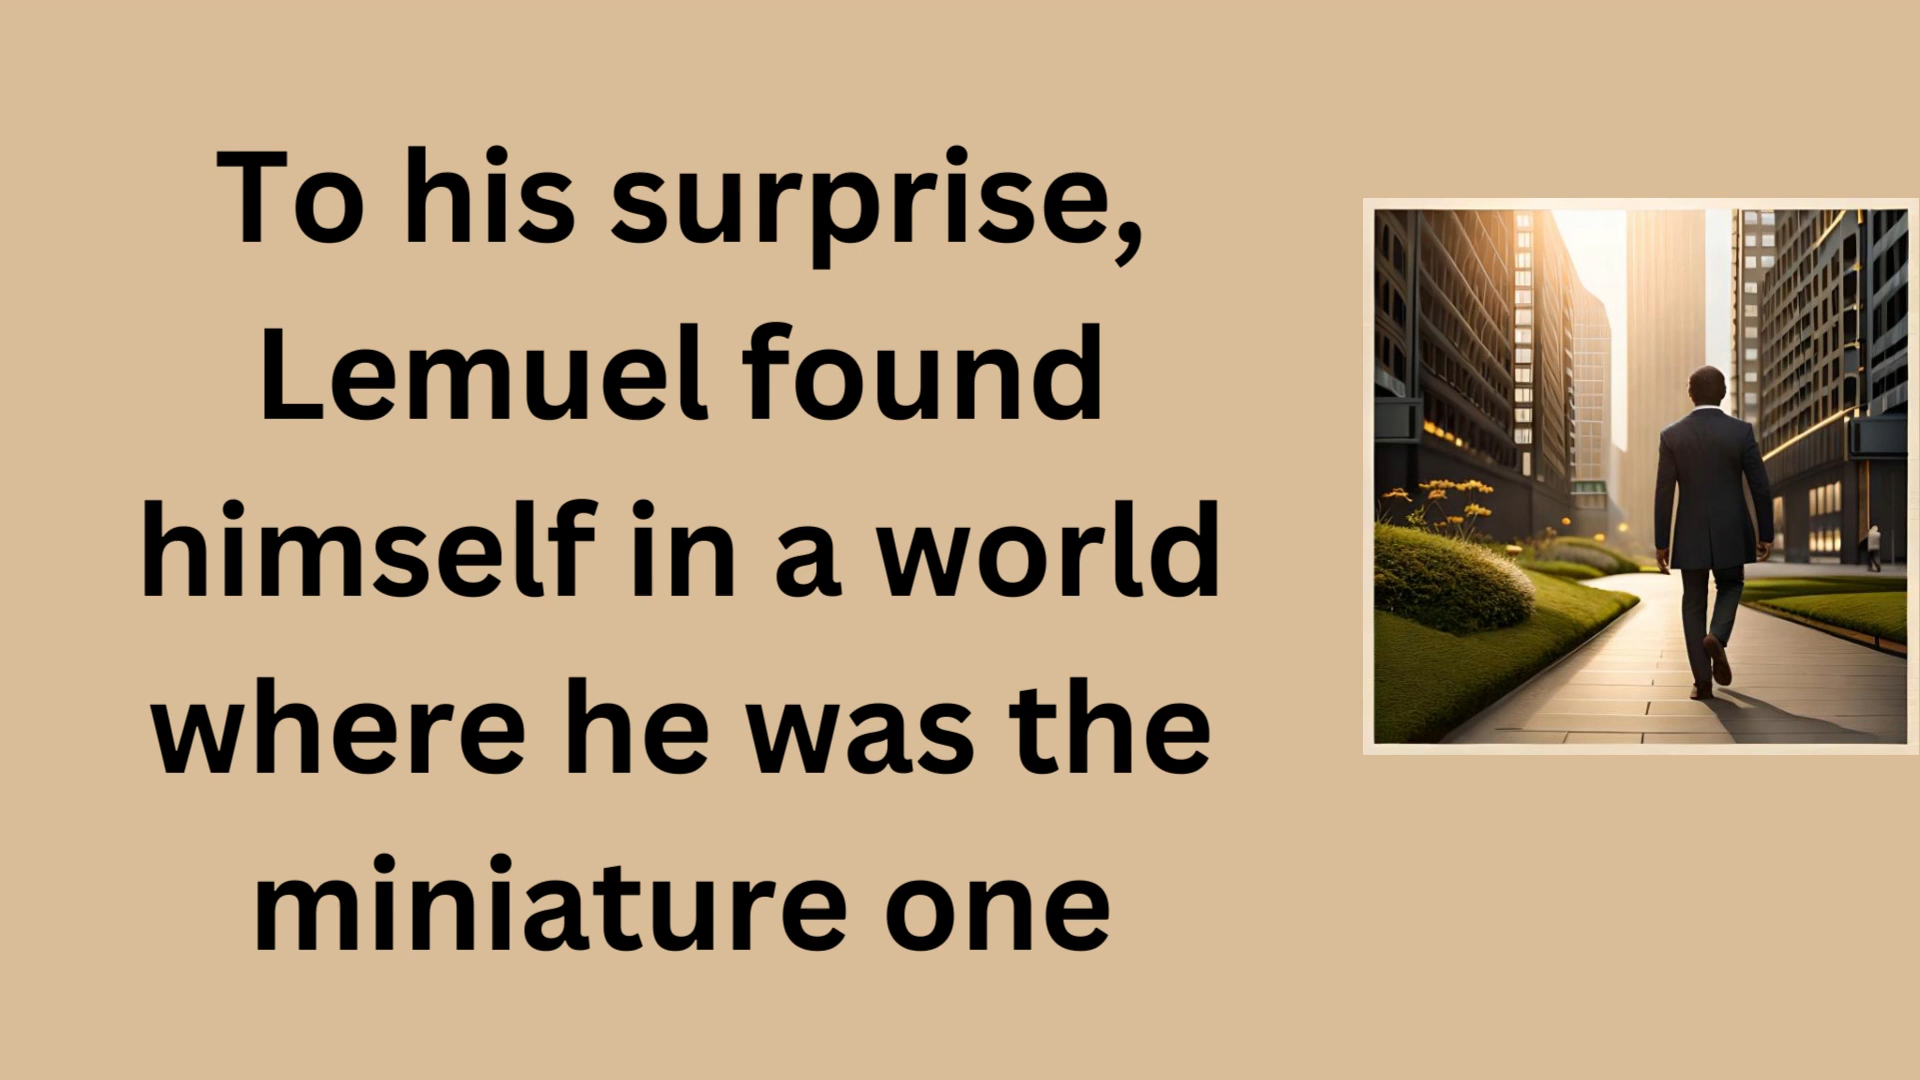 To his surprise,
Lemuel found
himself in a world
where he was the
miniature one